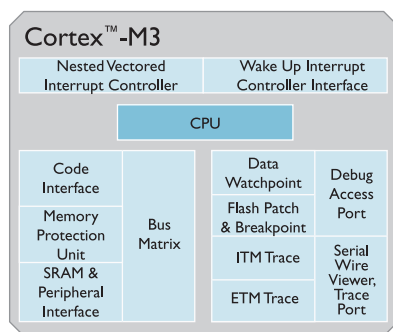 Cortex™-M3
Nested Vectored
Interrupt Controller
Wake Up Interrupt
Controller Interface
CPU
Code
Interface
Memory
Protection
Unit
SRAM &
Peripheral
Interface
Bus
Matrix
Data
Watchpoint
Flash Patch
& Breakpoint
ITM Trace
ETM Trace
Debug
Access
Port
Serial
Wire
Viewer,
Trace
Port